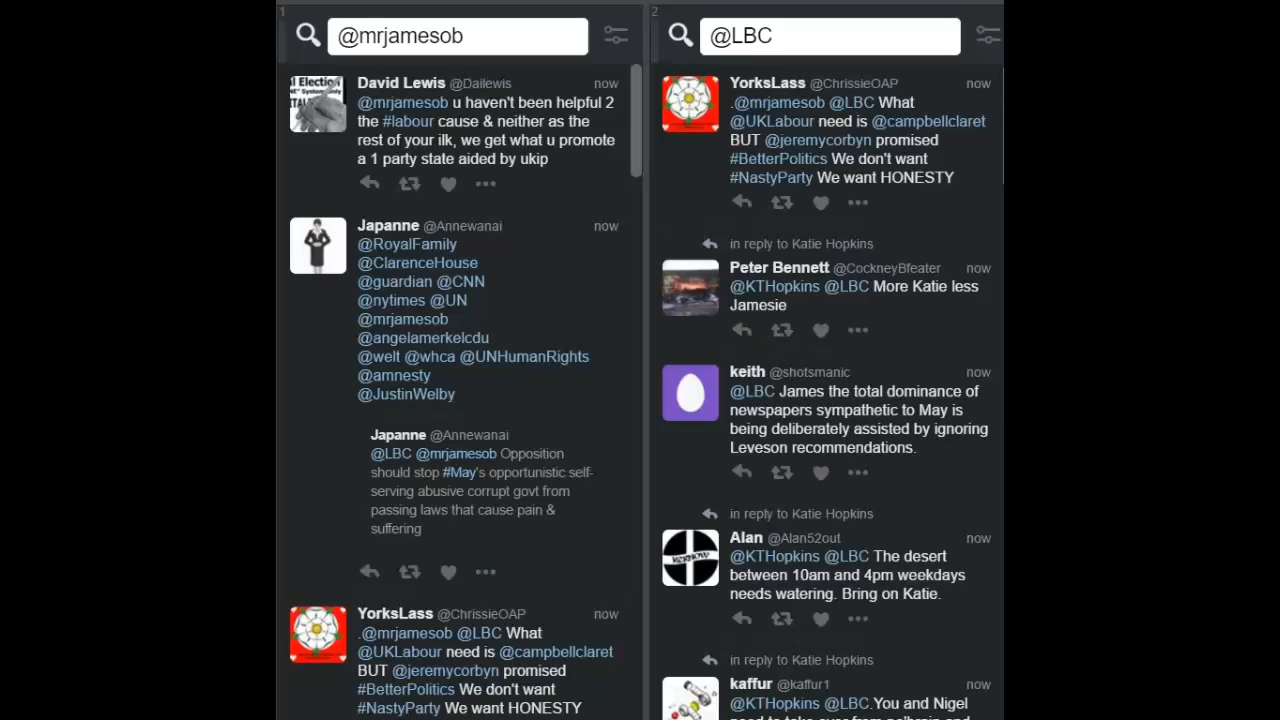 1
@mrjamesob
David Lewis @Dailewis now
@mrjamesob u haven't been helpful 2
the #labour cause & neither as the
rest of your ilk, we get what u promote
a 1 party state aided by ukip
Japanne @Annewanai now
@RoyalFamily
@ClarenceHouse
@guardian @CNN
@nytimes @UN
@mrjamesob
@angelamerkelcdu
@welt @whca @UNHumanRights
@amnesty
@JustinWelby
Japanne @Annewanai
@LBC @mrjamesob Opposition
should stop #May's opportunistic self-
serving abusive corrupt govt from
passing laws that cause pain &
suffering
YorksLass @ChrissieOAP now
.@mrjamesob @LBC What
@UKLabour need is @campbellclaret
BUT @jeremycorbyn promised
#BetterPolitics We don't want
#NastyParty We want HONESTY
2
@LBC
YorksLass @ChrissieOAP now
.@mrjamesob @LBC What
@UKLabour need is @campbellclaret
BUT @jeremycorbyn promised
#BetterPolitics We don't want
#NastyParty We want HONESTY
in reply to Katie Hopkins
Peter Bennett @CockneyBfeater now
@KTHopkins @LBC More Katie less
Jamesie
keith @shotsmanic now
@LBC James the total dominance of
newspapers sympathetic to May is
being deliberately assisted by ignoring
Leveson recommendations.
in reply to Katie Hopkins
Alan @Alan52out now
@KTHopkins @LBC The desert
between 10am and 4pm weekdays
needs watering. Bring on Katie.
in reply to Katie Hopkins
kaffur @kaffur1 now
@KTHopkins @LBC.You and Nigel
need to take over from